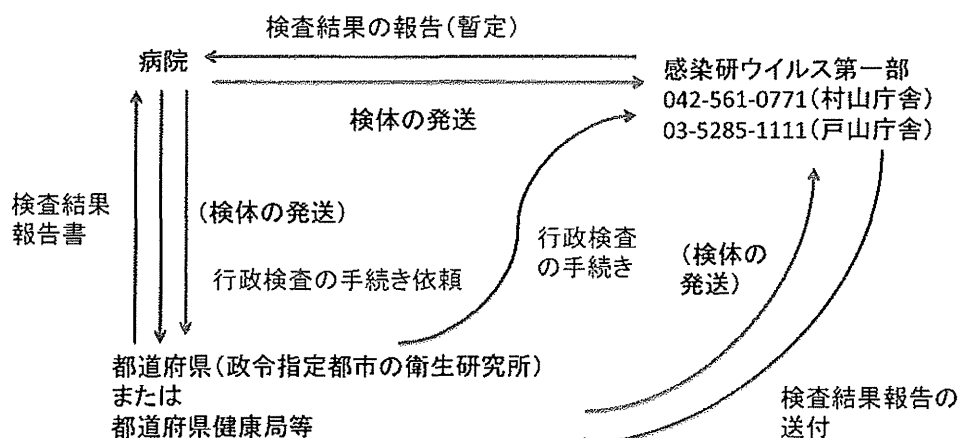 検査結果の報告(暫定)
病院
感染研ウイルス第一部
042-561-0771(村山庁舎)
03-5285-1111(戸山庁舎)
検体の発送
検査結果
報告書
(検体の発送)
行政検査の手続き依頼
行政検査
の手続き
(検体の
発送)
都道府県(政令指定都市の衛生研究所)
または
都道府県健康局等
検査結果報告の
送付